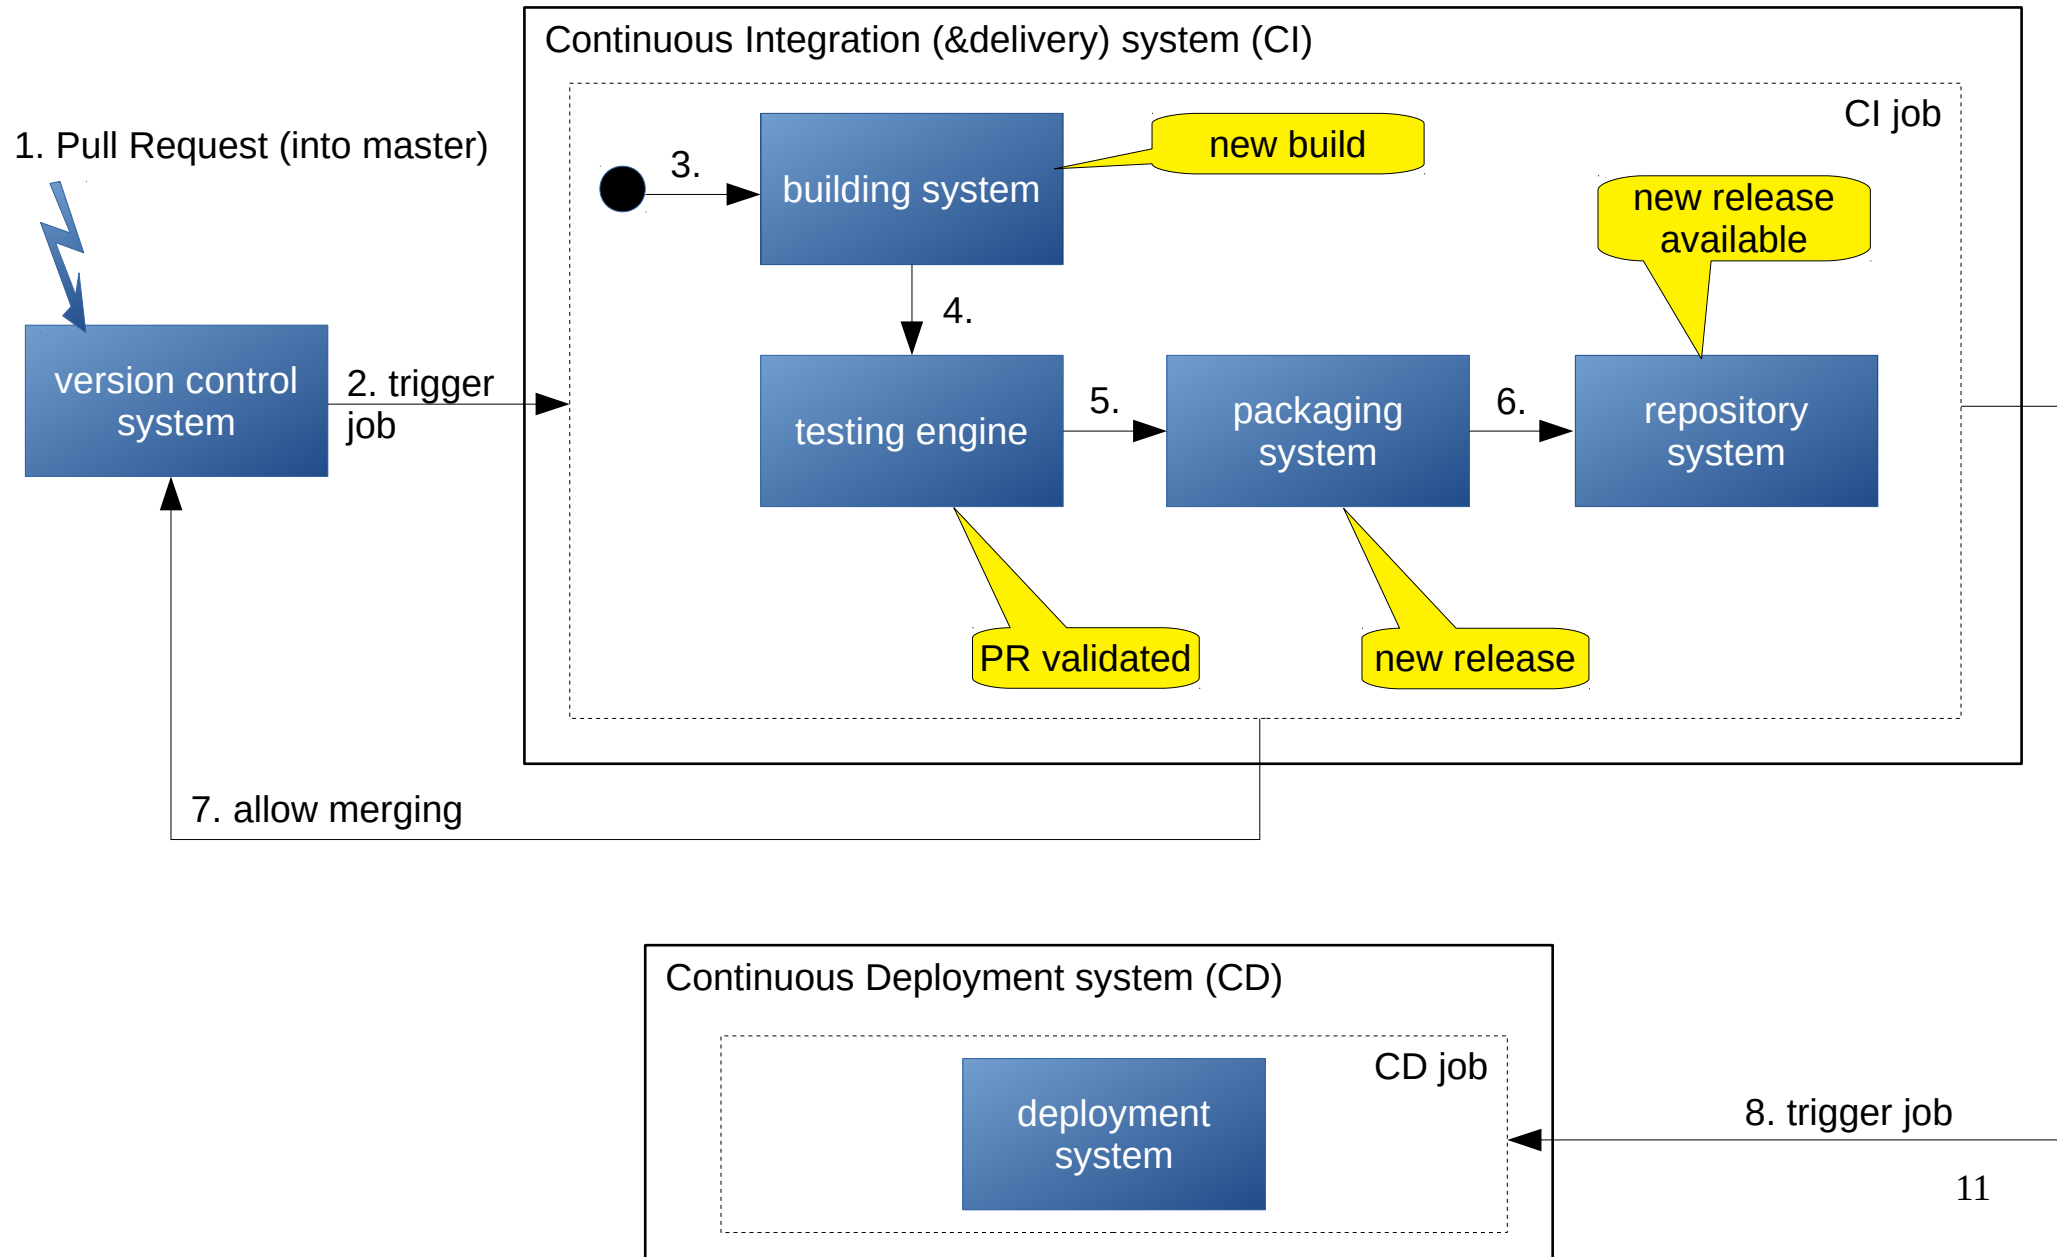 Continuous Integration (&delivery) system (CI)
CI job
1. Pull Request (into master)
3.
building system
new build
new release
available
4.
version control
system
2. trigger
job
testing engine
5.
packaging
system
6.
repository
system
PR validated
new release
7. allow merging
Continuous Deployment system (CD)
CD job
deployment
system
8. trigger job
11